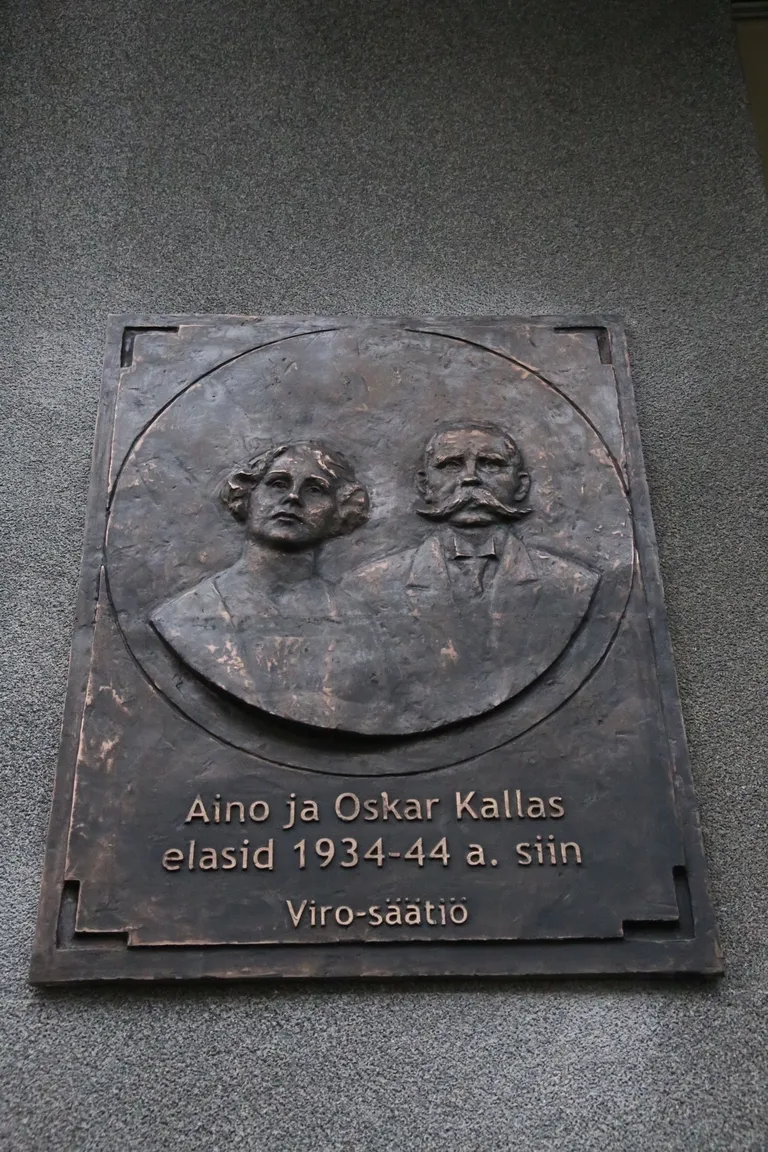 Aino ja Oskar Kallas
elasid 1934-44 a. siin
Viro-säätiö